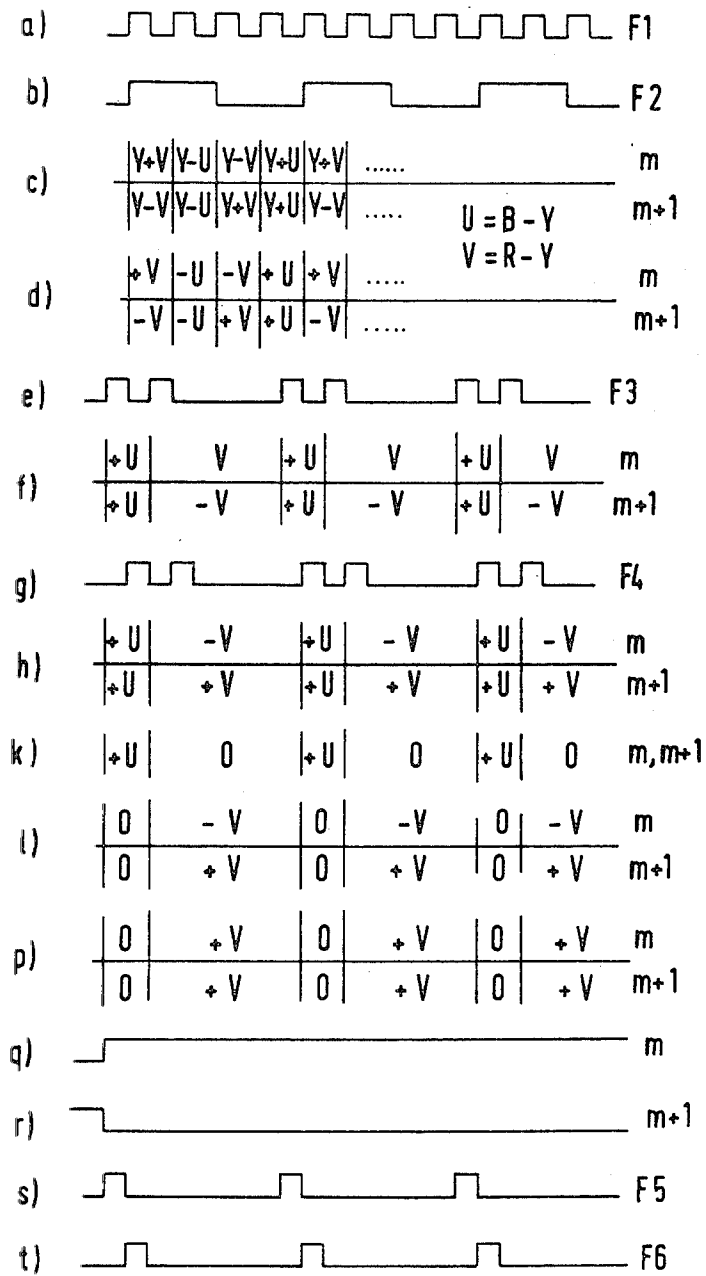 a) F1
b) F2
c) Y+V Y-U Y-V Y+U Y+V ...... m
Y-V Y-U Y+V Y+U Y-V ..... m+1
U = B - Y
V = R - Y
d) +V -U -V +U +V ..... m
-V -U +V +U -V ..... m+1
e) F3
f) +U V +U V +U V m
+U -V +U -V +U -V m+1
g) F4
h) +U -V +U -V +U -V m
+U +V +U +V +U +V m+1
k) +U 0 +U 0 +U 0 m,m+1
l) 0 -V 0 -V 0 -V m
0 +V 0 +V 0 +V m+1
p) 0 +V 0 +V 0 +V m
0 +V 0 +V 0 +V m+1
q) m
r) m+1
s) F5
t) F6